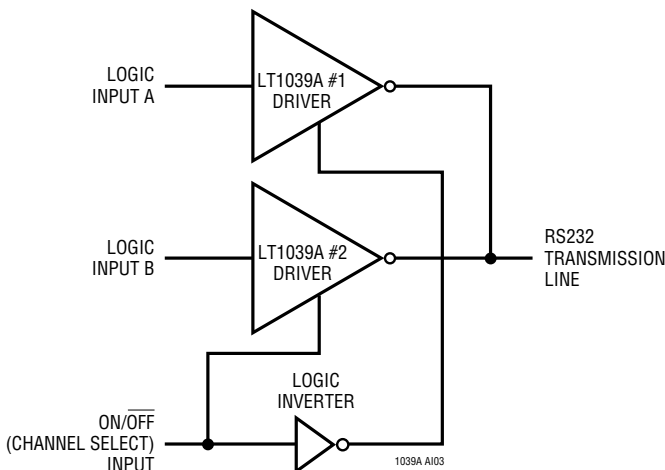 LOGIC
INPUT A
LT1039A #1
DRIVER
LOGIC
INPUT B
LT1039A #2
DRIVER
RS232
TRANSMISSION
LINE
LOGIC
INVERTER
ON/O̅F̅F̅
(CHANNEL SELECT)
INPUT
1039A AI03